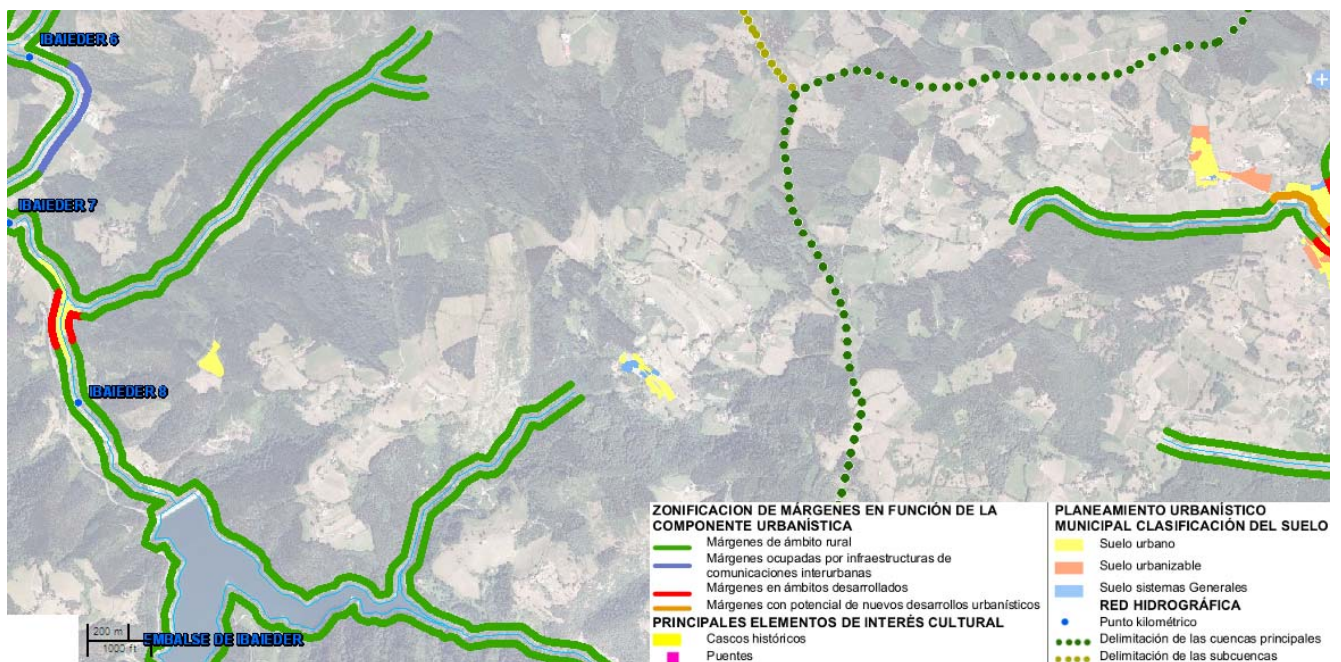 IBAIEDER 6
IBAIEDER 7
IBAIEDER 8
EMBALSE DE IBAIEDER
200 m
1000 ft
ZONIFICACION DE MÁRGENES EN FUNCIÓN DE LA
COMPONENTE URBANÍSTICA
Márgenes de ámbito rural
Márgenes ocupadas por infraestructuras de
comunicaciones interurbanas
Márgenes en ámbitos desarrollados
Márgenes con potencial de nuevos desarrollos urbanísticos
PRINCIPALES ELEMENTOS DE INTERÉS CULTURAL
Cascos históricos
Puentes
PLANEAMIENTO URBANÍSTICO
MUNICIPAL CLASIFICACIÓN DEL SUELO
Suelo urbano
Suelo urbanizable
Suelo sistemas Generales
RED HIDROGRÁFICA
Punto kilométrico
Delimitación de las cuencas principales
Delimitación de las subcuencas